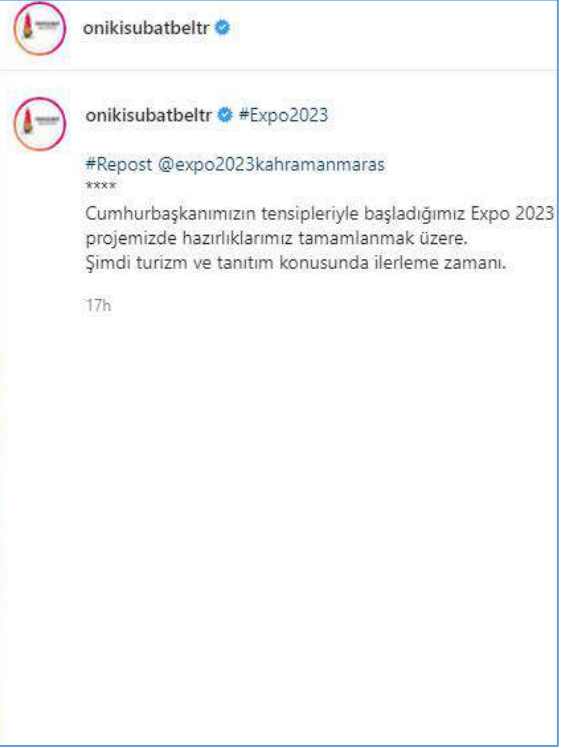 onikisubatbeltr
onikisubatbeltr #Expo2023
#Repost @expo2023kahramanmaras
****
Cumhurbaşkanımızın tensipleriyle başladığımız Expo 2023
projemizde hazırlıklarımız tamamlanmak üzere.
Şimdi turizm ve tanıtım konusunda ilerleme zamanı.
17h